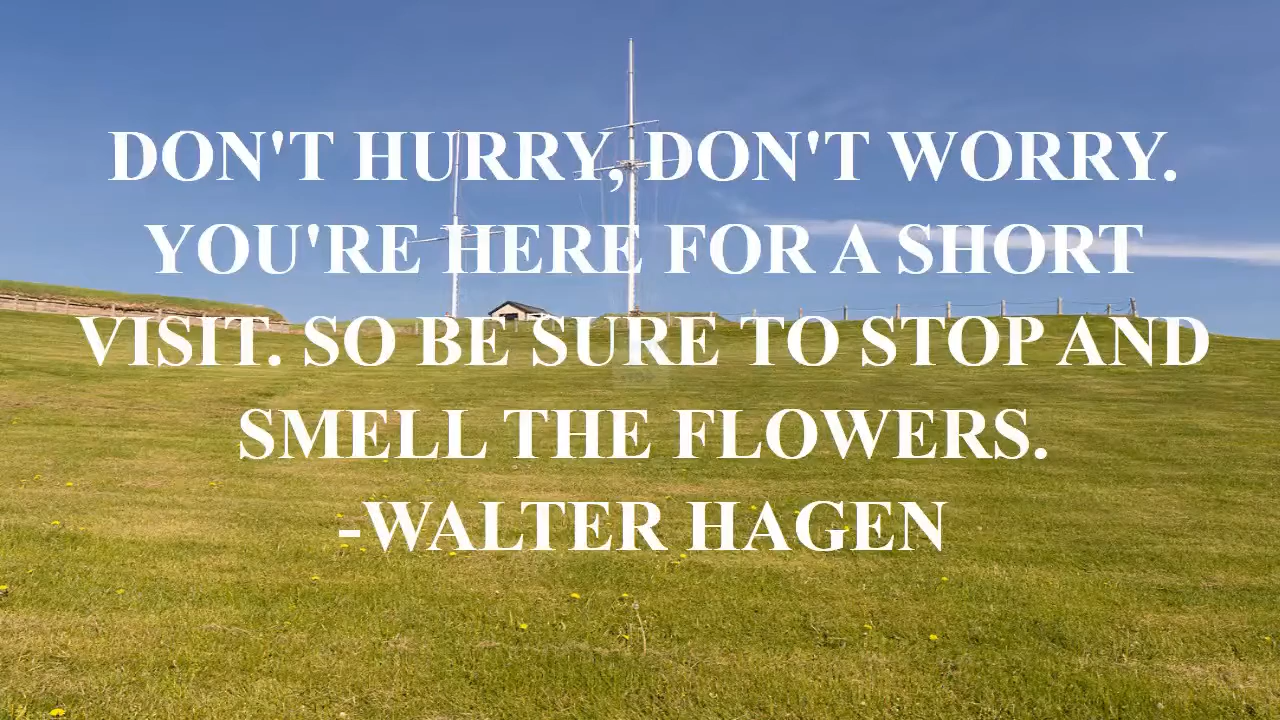 DON'T HURRY, DON'T WORRY.
YOU'RE HERE FOR A SHORT
VISIT. SO BE SURE TO STOP AND
SMELL THE FLOWERS.
-WALTER HAGEN